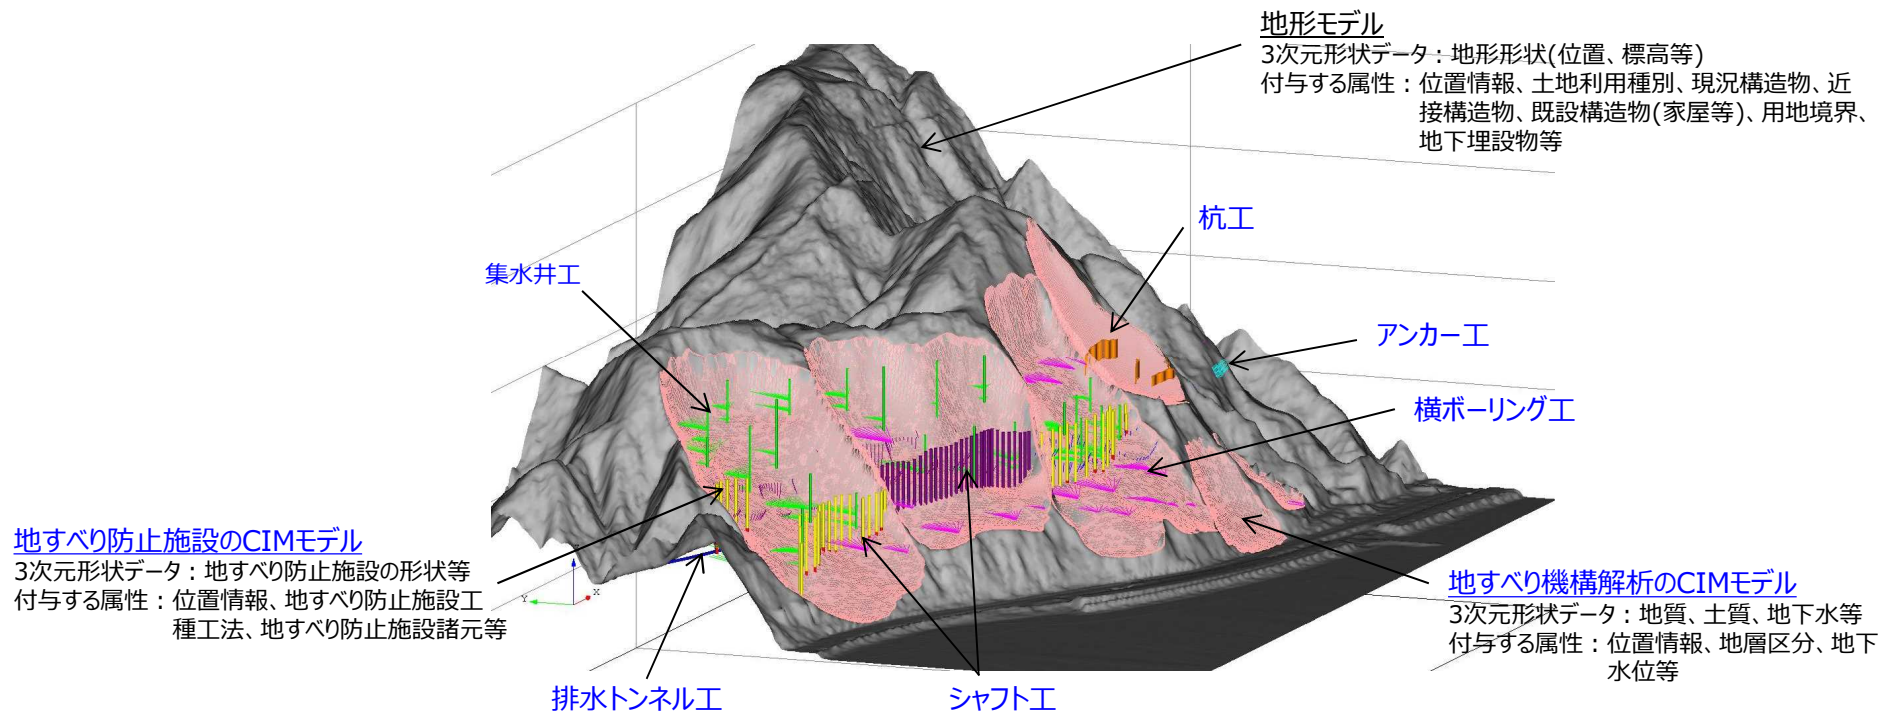 地形モデル
3次元形状データ：地形形状(位置、標高等)
付与する属性：位置情報、土地利用種別、現況構造物、近
接構造物、既設構造物(家屋等)、用地境界、
地下埋設物等
杭工
集水井工
アンカー工
横ボーリング工
地すべり防止施設のCIMモデル
3次元形状データ：地すべり防止施設の形状等
付与する属性：位置情報、地すべり防止施設工
種工法、地すべり防止施設諸元等
Y
X
地すべり機構解析のCIMモデル
3次元形状データ：地質、土質、地下水等
付与する属性：位置情報、地層区分、地下
水位等
排水トンネル工
シャフト工